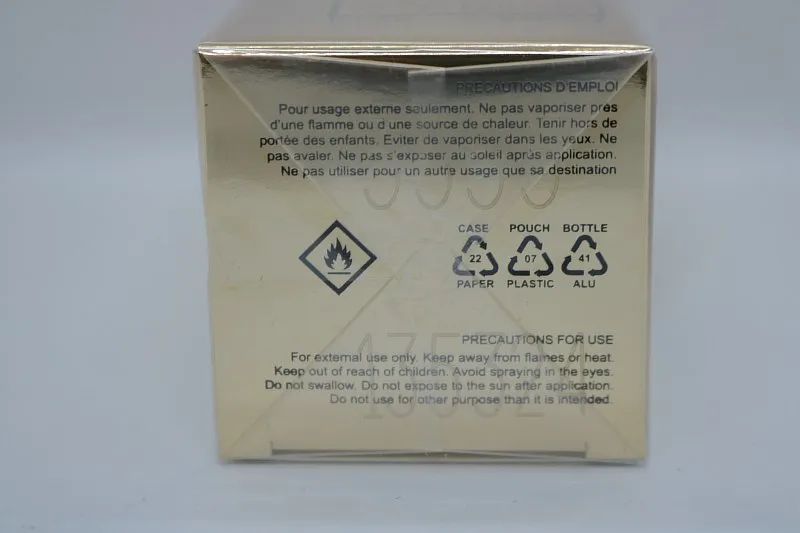 PRECAUTIONS D'EMPLOI
Pour usage externe seulement. Ne pas vaporiser près
d'une flamme ou d'une source de chaleur. Tenir hors de
portée des enfants. Eviter de vaporiser dans les yeux. Ne
pas avaler. Ne pas s'exposer au soleil après application.
Ne pas utiliser pour un autre usage que sa destination
CASE POUCH BOTTLE
22 07 41
PAPER PLASTIC ALU
PRECAUTIONS FOR USE
For external use only. Keep away from flames or heat.
Keep out of reach of children. Avoid spraying in the eyes.
Do not swallow. Do not expose to the sun after application.
Do not use for other purpose than it is intended.